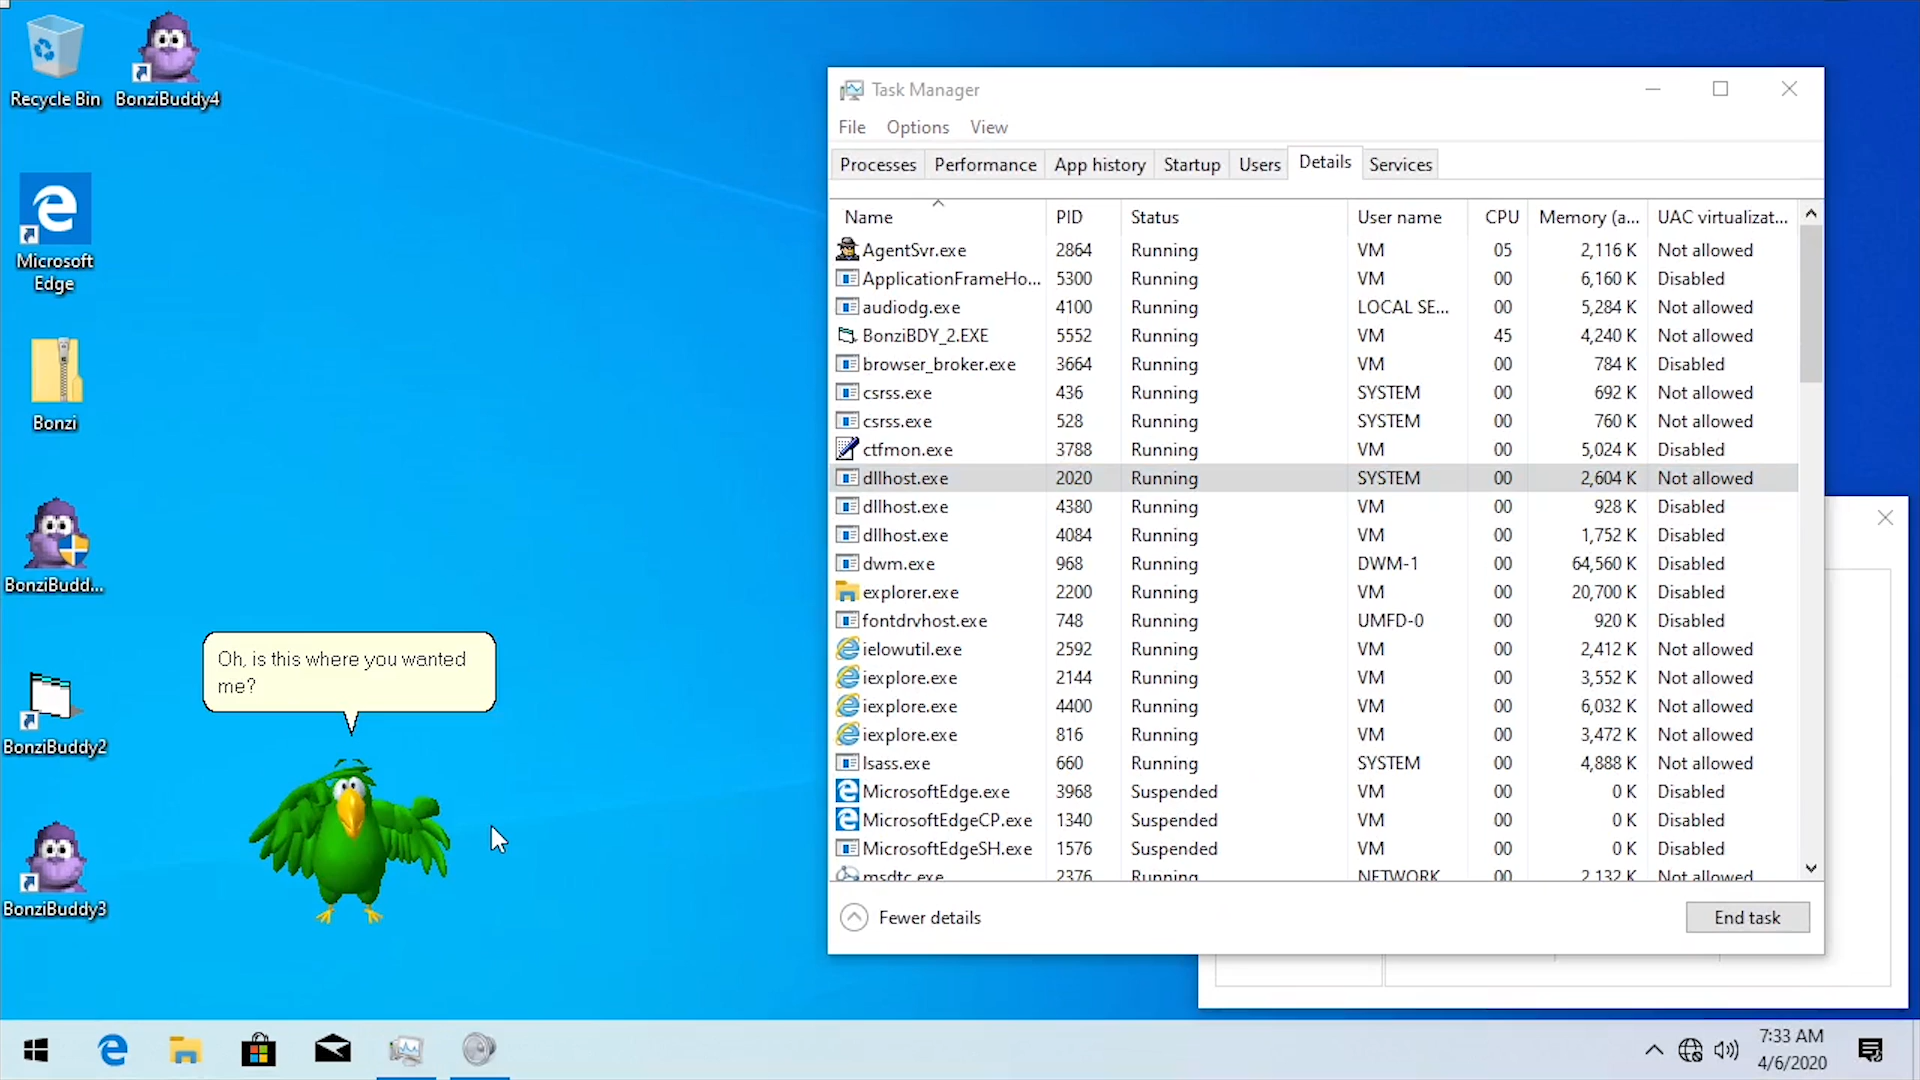 Recycle Bin
BonziBuddy4
Microsoft
Edge
Bonzi
BonziBudd...
BonziBuddy2
BonziBuddy3
Oh, is this where you wanted
me?
Task Manager
File Options View
Processes Performance App history Startup Users Details Services
Name PID Status User name CPU Memory (a... UAC virtualizat...
AgentSvr.exe 2864 Running VM 05 2,116 K Not allowed
ApplicationFrameHo... 5300 Running VM 00 6,160 K Disabled
audiodg.exe 4100 Running LOCAL SE... 00 5,284 K Not allowed
BonziBDY_2.EXE 5552 Running VM 45 4,240 K Not allowed
browser_broker.exe 3664 Running VM 00 784 K Disabled
csrss.exe 436 Running SYSTEM 00 692 K Not allowed
csrss.exe 528 Running SYSTEM 00 760 K Not allowed
ctfmon.exe 3788 Running VM 00 5,024 K Disabled
dllhost.exe 2020 Running SYSTEM 00 2,604 K Not allowed
dllhost.exe 4380 Running VM 00 928 K Disabled
dllhost.exe 4084 Running VM 00 1,752 K Disabled
dwm.exe 968 Running DWM-1 00 64,560 K Disabled
explorer.exe 2200 Running VM 00 20,700 K Disabled
fontdrvhost.exe 748 Running UMFD-0 00 920 K Disabled
ielowutil.exe 2592 Running VM 00 2,412 K Not allowed
iexplore.exe 2144 Running VM 00 3,552 K Not allowed
iexplore.exe 4400 Running VM 00 6,032 K Not allowed
iexplore.exe 816 Running VM 00 3,472 K Not allowed
lsass.exe 660 Running SYSTEM 00 4,888 K Not allowed
MicrosoftEdge.exe 3968 Suspended VM 00 0 K Disabled
MicrosoftEdgeCP.exe 1340 Suspended VM 00 0 K Disabled
MicrosoftEdgeSH.exe 1576 Suspended VM 00 0 K Disabled
msdtc.exe 2376 Running NETWORK 00 2,132 K Not allowed
Fewer details
End task
7:33 AM
4/6/2020